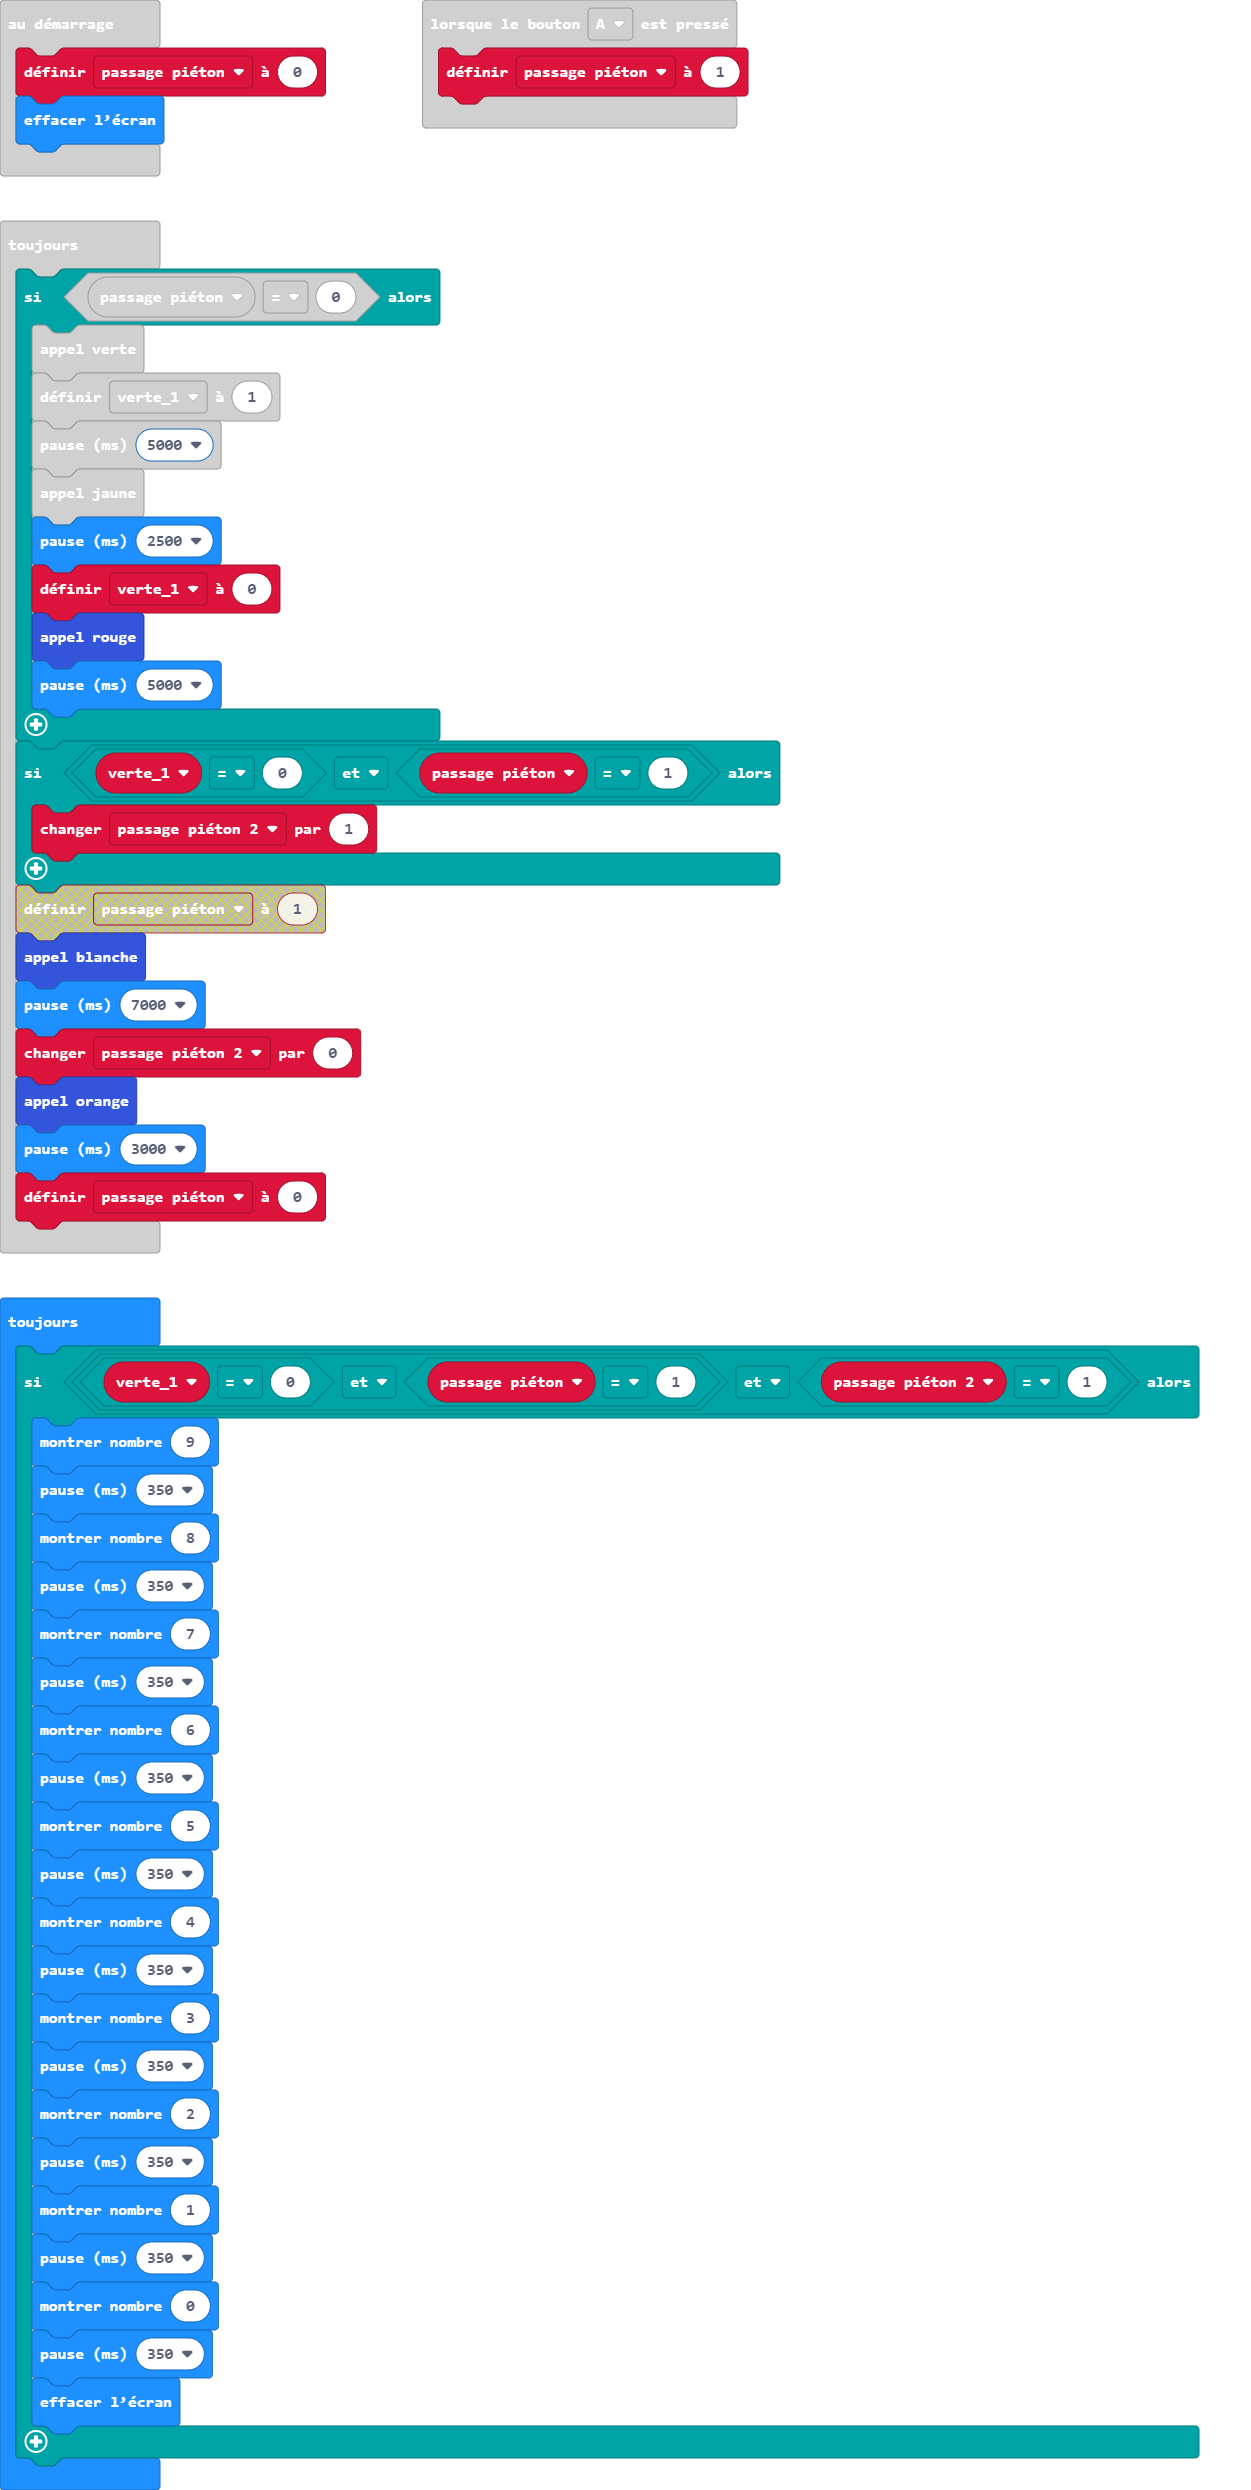 au démarrage
définir passage piéton à 0
effacer l'écran
lorsque le bouton A est pressé
définir passage piéton à 1
toujours
si passage piéton = 0 alors
appel verte
définir verte_1 à 1
pause (ms) 5000
appel jaune
pause (ms) 2500
définir verte_1 à 0
appel rouge
pause (ms) 5000
si verte_1 = 0 et passage piéton = 1 alors
changer passage piéton 2 par 1
définir passage piéton à 1
appel blanche
pause (ms) 7000
changer passage piéton 2 par 0
appel orange
pause (ms) 3000
définir passage piéton à 0
toujours
si verte_1 = 0 et passage piéton = 1 et passage piéton 2 = 1 alors
montrer nombre 9
pause (ms) 350
montrer nombre 8
pause (ms) 350
montrer nombre 7
pause (ms) 350
montrer nombre 6
pause (ms) 350
montrer nombre 5
pause (ms) 350
montrer nombre 4
pause (ms) 350
montrer nombre 3
pause (ms) 350
montrer nombre 2
pause (ms) 350
montrer nombre 1
pause (ms) 350
montrer nombre 0
pause (ms) 350
effacer l'écran